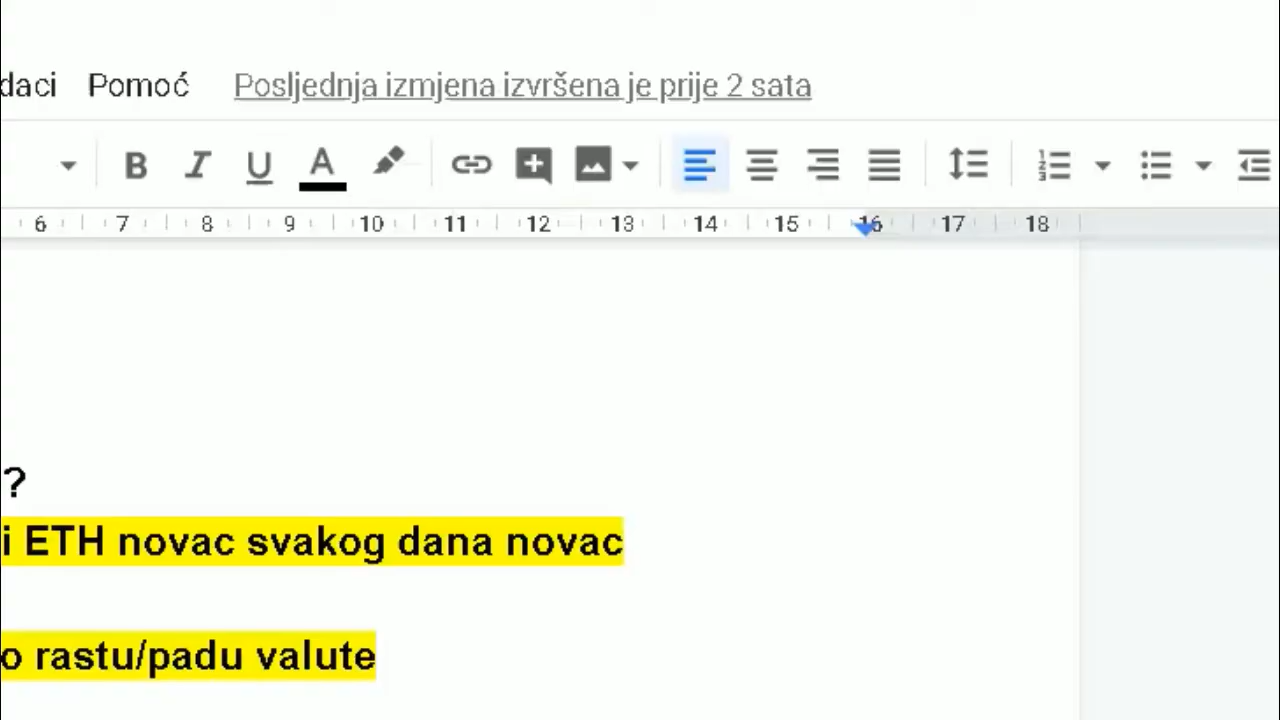 daci Pomoć Posljednja izmjena izvršena je prije 2 sata
B I U A
6 7 8 9 10 11 12 13 14 15 16 17 18
?
i ETH novac svakog dana novac
o rastu/padu valute